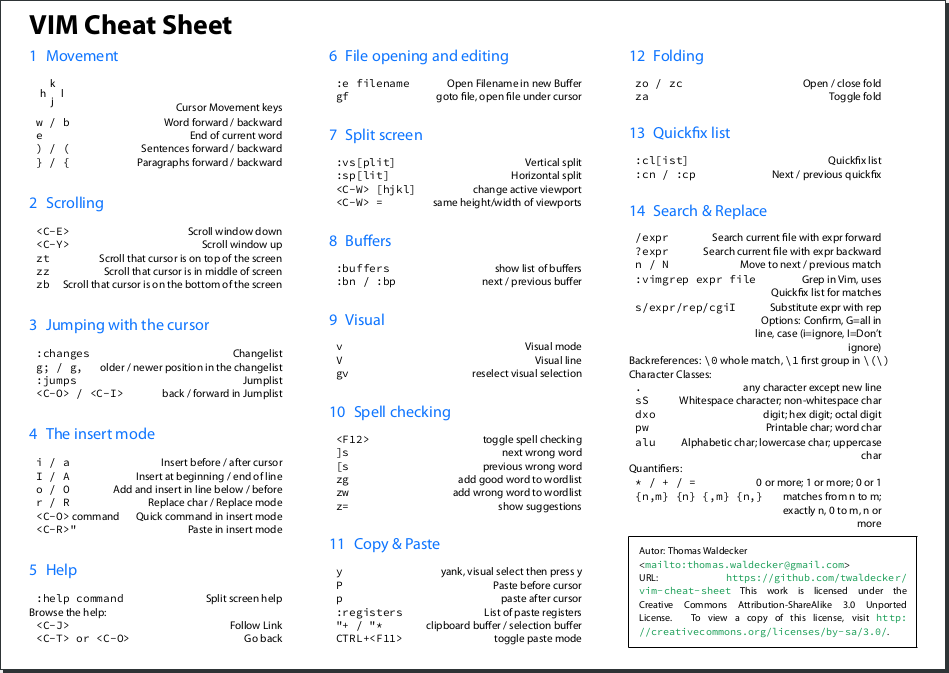 VIM Cheat Sheet
1 Movement
k
h l
j
Cursor Movement keys
w / b Word forward / backward
e End of current word
) / ( Sentences forward / backward
} / { Paragraphs forward / backward
2 Scrolling
<C-E> Scroll window down
<C-Y> Scroll window up
zt Scroll that cursor is on top of the screen
zz Scroll that cursor is in middle of screen
zb Scroll that cursor is on the bottom of the screen
3 Jumping with the cursor
:changes Changelist
g; / g, older / newer position in the changelist
:jumps Jumplist
<C-O> / <C-I> back / forward in Jumplist
4 The insert mode
i / a Insert before / after cursor
I / A Insert at beginning / end of line
o / O Add and insert in line below / before
r / R Replace char / Replace mode
<C-O> command Quick command in insert mode
<C-R>" Paste in insert mode
5 Help
:help command Split screen help
Browse the help:
<C-J> Follow Link
<C-T> or <C-O> Go back
6 File opening and editing
:e filename Open Filename in new Buffer
gf goto file, open file under cursor
7 Split screen
:vs[plit] Vertical split
:sp[lit] Horizontal split
<C-W> [hjkl] change active viewport
<C-W> = same height/width of viewports
8 Buffers
:buffers show list of buffers
:bn / :bp next / previous buffer
9 Visual
v Visual mode
V Visual line
gv reselect visual selection
10 Spell checking
<F12> toggle spell checking
]s next wrong word
[s previous wrong word
zg add good word to wordlist
zw add wrong word to wordlist
z= show suggestions
11 Copy & Paste
y yank, visual select then press y
P Paste before cursor
p paste after cursor
:registers List of paste registers
"+ / "* clipboard buffer / selection buffer
CTRL+<F11> toggle paste mode
12 Folding
zo / zc Open / close fold
za Toggle fold
13 Quickfix list
:cl[ist] Quickfix list
:cn / :cp Next / previous quickfix
14 Search & Replace
/expr Search current file with expr forward
?expr Search current file with expr backward
n / N Move to next / previous match
:vimgrep expr file Grep in Vim, uses
Quickfix list for matches
s/expr/rep/cgiI Substitute expr with rep
Options: Confirm, G=all in
line, case (i=ignore, I=Don't
ignore)
Backreferences: \0 whole match, \1 first group in \(\)
Character Classes:
. any character except new line
sS Whitespace character; non-whitespace char
dxo digit; hex digit; octal digit
pw Printable char; word char
alu Alphabetic char; lowercase char; uppercase
char
Quantifiers:
* / + / = 0 or more; 1 or more; 0 or 1
{n,m} {n} {,m} {n,} matches from n to m;
exactly n, 0 to m, n or
more
Autor: Thomas Waldecker
<mailto:thomas.waldecker@gmail.com>
URL: https://github.com/twaldecker/
vim-cheat-sheet This work is licensed under the
Creative Commons Attribution-ShareAlike 3.0 Unported
License. To view a copy of this license, visit http:
//creativecommons.org/licenses/by-sa/3.0/.